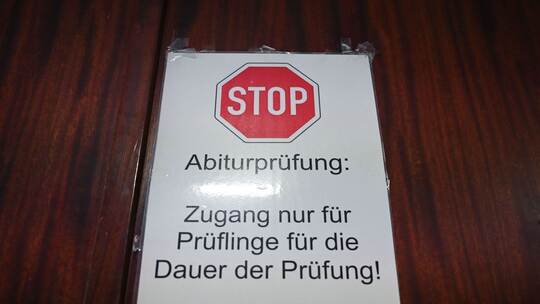 STOP
Abiturprüfung:
Zugang nur für
Prüflinge für die
Dauer der Prüfung!